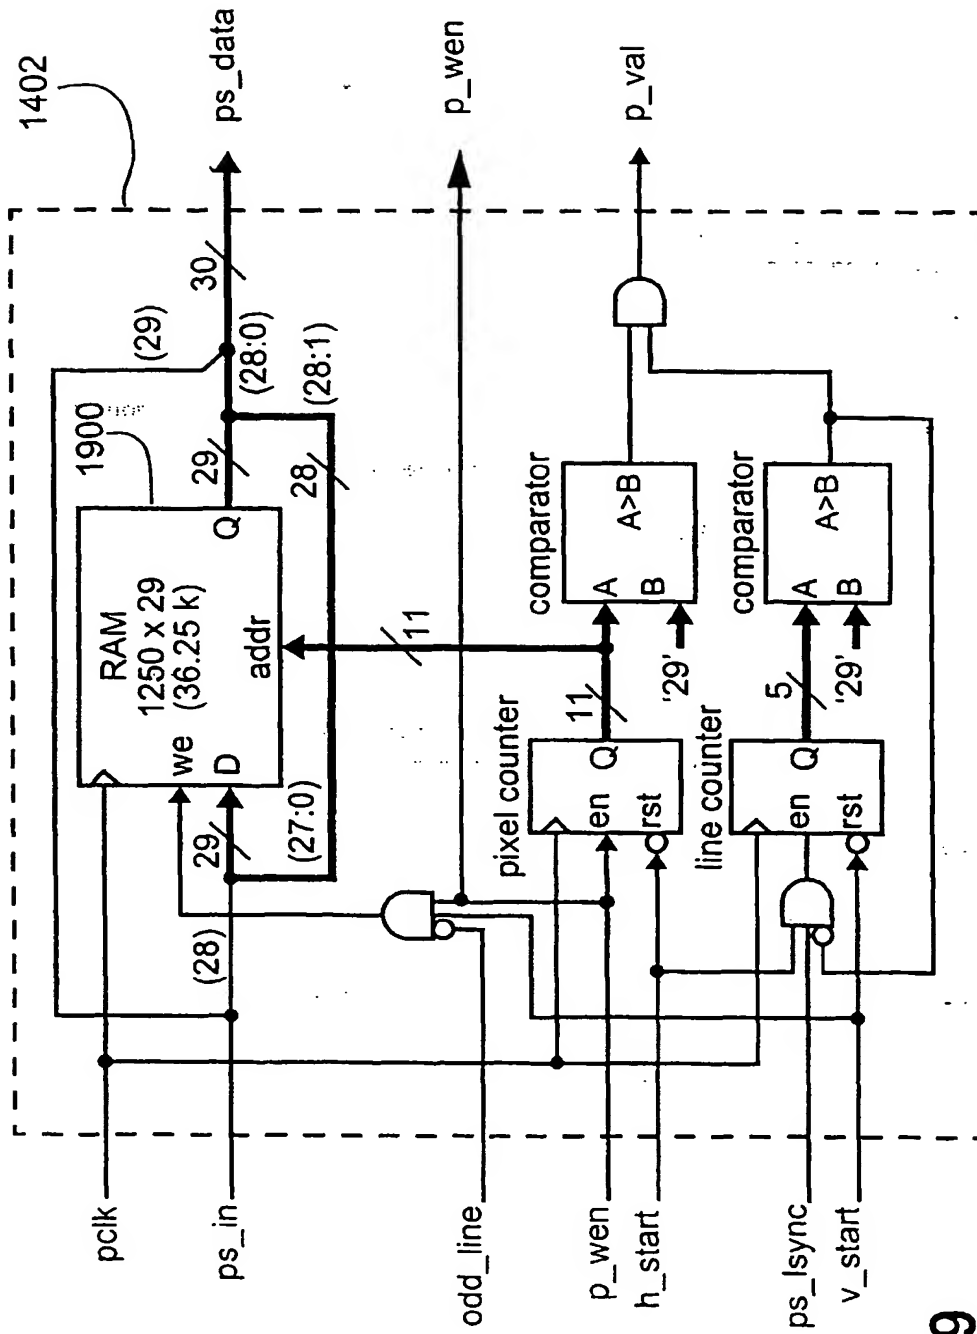 1402
ps_data
p_wen
p_val
30
(29)
(28:0)
(28:1)
1900
29
28
RAM
1250 x 29
(36.25 k)
we
D
Q
addr
29
(27:0)
(28)
11
comparator
A
B
A>B
'29'
comparator
A
B
A>B
'29'
pixel counter
11
Q
en
rst
line counter
5
Q
en
rst
pclk
ps_in
odd_line
p_wen
h_start
ps_lsync
v_start
9